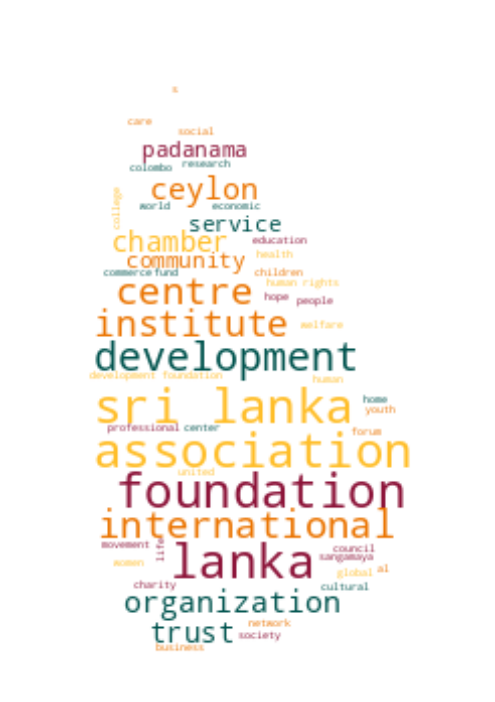 s
care
social
padanama
colombo research
ceylon
college
world economic
service
chamber education
community health
commerce fund children
human rights
centre hope people
institute welfare
development
development foundation human
sri lanka home
youth
professional center
forum
association
united
foundation
international
movement life council
lanka sangamaya
women global al
charity cultural
organization
trust network
society
business